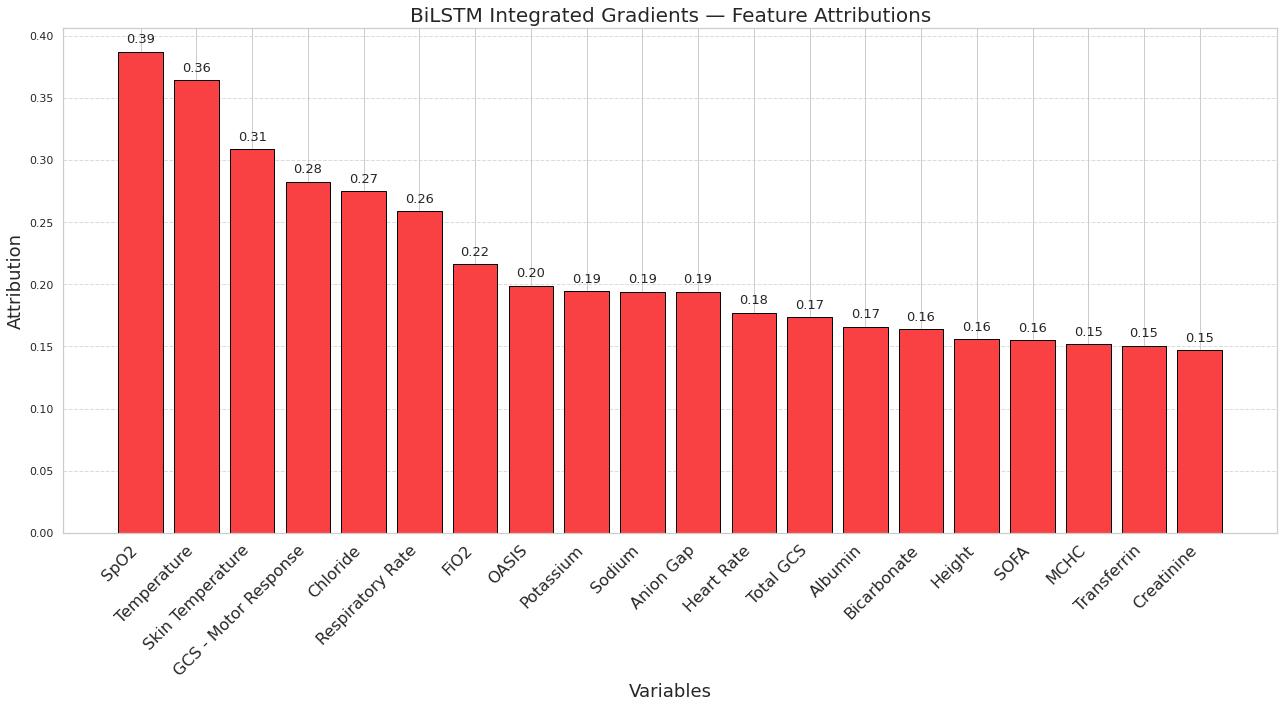 BiLSTM Integrated Gradients — Feature Attributions
Attribution
0.40
0.35
0.30
0.25
0.20
0.15
0.10
0.05
0.00
0.39
0.36
0.31
0.28
0.27
0.26
0.22
0.20
0.19
0.19
0.19
0.18
0.17
0.17
0.16
0.16
0.16
0.15
0.15
0.15
SpO2
Temperature
Skin Temperature
GCS - Motor Response
Chloride
Respiratory Rate
FiO2
OASIS
Potassium
Sodium
Anion Gap
Heart Rate
Total GCS
Albumin
Bicarbonate
Height
SOFA
MCHC
Transferrin
Creatinine
Variables